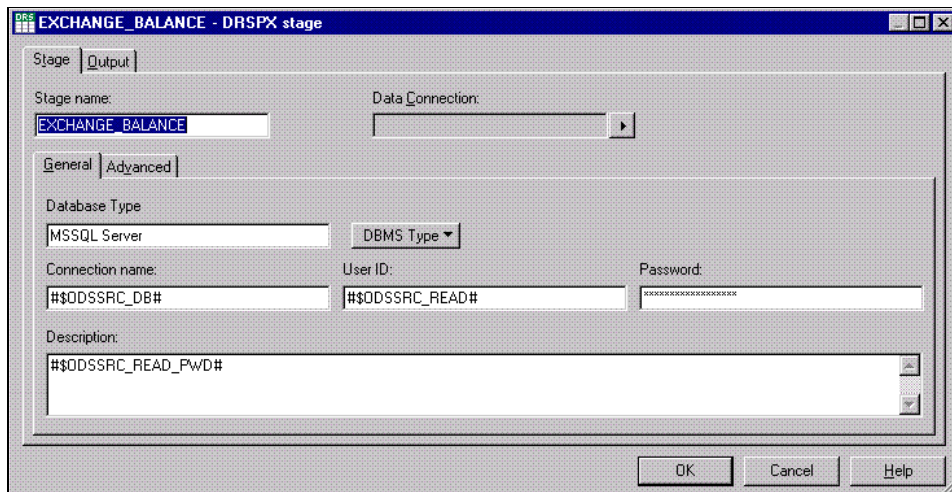 DRS
EXCHANGE_BALANCE - DRSPX stage
Stage Output
Stage name: Data Connection:
EXCHANGE_BALANCE
General Advanced
Database Type
MSSQL Server DBMS Type
Connection name: User ID: Password:
#$ODSSRC_DB# #$ODSSRC_READ# ******************
Description:
#$ODSSRC_READ_PWD#
OK Cancel Help